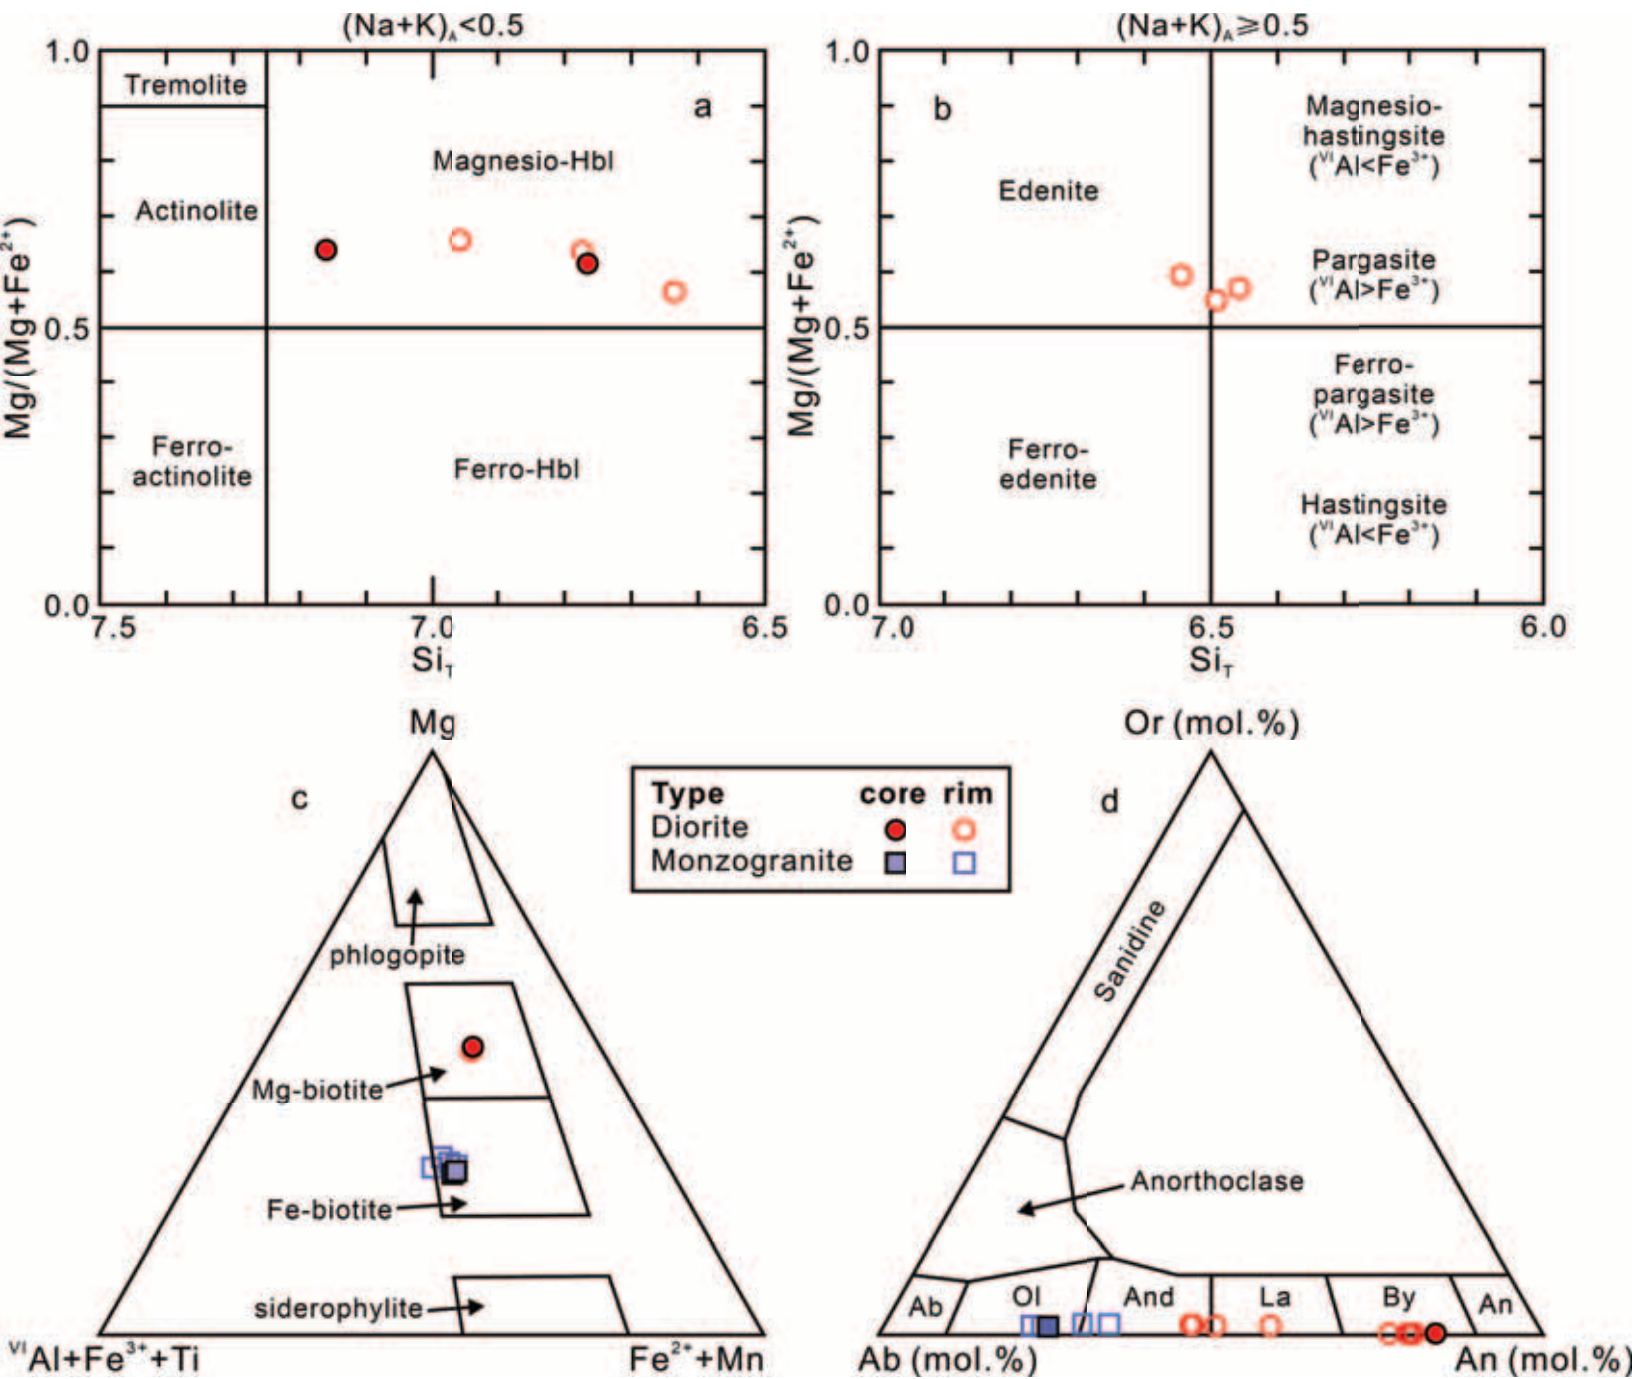 (Na+K)A<0.5
1.0
Tremolite
a
Magnesio-Hbl
Actinolite
Mg/(Mg+Fe2+)
0.5
Ferro-
actinolite
Ferro-Hbl
0.0
7.5
7.0
6.5
SiT
(Na+K)A⩾0.5
1.0
b
Magnesio-
hastingsite
(VIAl<Fe3+)
Edenite
Pargasite
(VIAl>Fe3+)
Mg/(Mg+Fe2+)
0.5
Ferro-
pargasite
(VIAl>Fe3+)
Ferro-
edenite
Hastingsite
(VIAl<Fe3+)
0.0
7.0
6.5
6.0
SiT
Mg
c
phlogopite
Mg-biotite
Fe-biotite
siderophylite
VIAl+Fe3++Ti
Fe2++Mn
Type core rim
Diorite
Monzogranite
Or (mol.%)
d
Sanidine
Anorthoclase
Ab
Ol
And
La
By
An
Ab (mol.%)
An (mol.%)